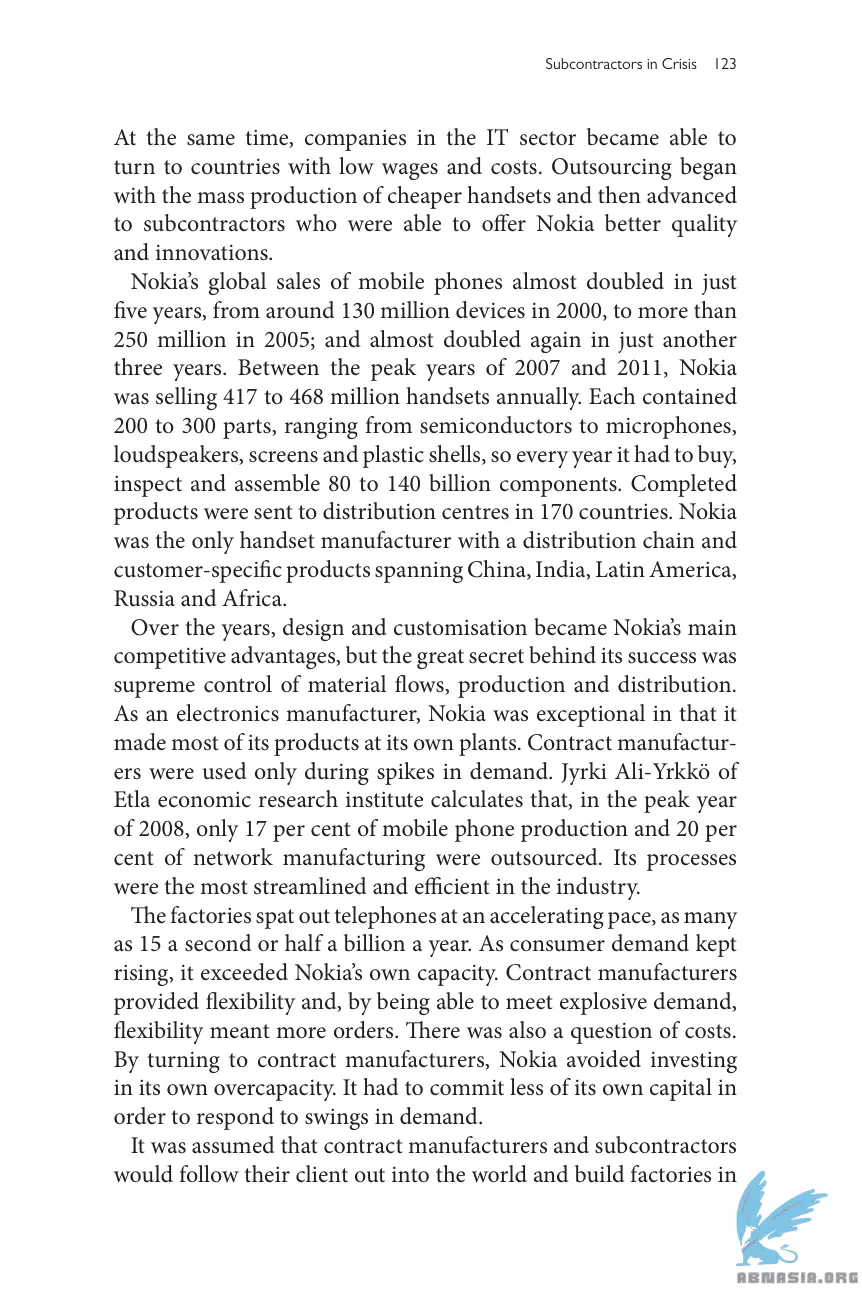 Subcontractors in Crisis 123
At the same time, companies in the IT sector became able to
turn to countries with low wages and costs. Outsourcing began
with the mass production of cheaper handsets and then advanced
to subcontractors who were able to offer Nokia better quality
and innovations.
Nokia’s global sales of mobile phones almost doubled in just
five years, from around 130 million devices in 2000, to more than
250 million in 2005; and almost doubled again in just another
three years. Between the peak years of 2007 and 2011, Nokia
was selling 417 to 468 million handsets annually. Each contained
200 to 300 parts, ranging from semiconductors to microphones,
loudspeakers, screens and plastic shells, so every year it had to buy,
inspect and assemble 80 to 140 billion components. Completed
products were sent to distribution centres in 170 countries. Nokia
was the only handset manufacturer with a distribution chain and
customer-specific products spanning China, India, Latin America,
Russia and Africa.
Over the years, design and customisation became Nokia’s main
competitive advantages, but the great secret behind its success was
supreme control of material flows, production and distribution.
As an electronics manufacturer, Nokia was exceptional in that it
made most of its products at its own plants. Contract manufactur-
ers were used only during spikes in demand. Jyrki Ali-Yrkkö of
Etla economic research institute calculates that, in the peak year
of 2008, only 17 per cent of mobile phone production and 20 per
cent of network manufacturing were outsourced. Its processes
were the most streamlined and efficient in the industry.
The factories spat out telephones at an accelerating pace, as many
as 15 a second or half a billion a year. As consumer demand kept
rising, it exceeded Nokia’s own capacity. Contract manufacturers
provided flexibility and, by being able to meet explosive demand,
flexibility meant more orders. There was also a question of costs.
By turning to contract manufacturers, Nokia avoided investing
in its own overcapacity. It had to commit less of its own capital in
order to respond to swings in demand.
It was assumed that contract manufacturers and subcontractors
would follow their client out into the world and build factories in
ABNASIA.ORG